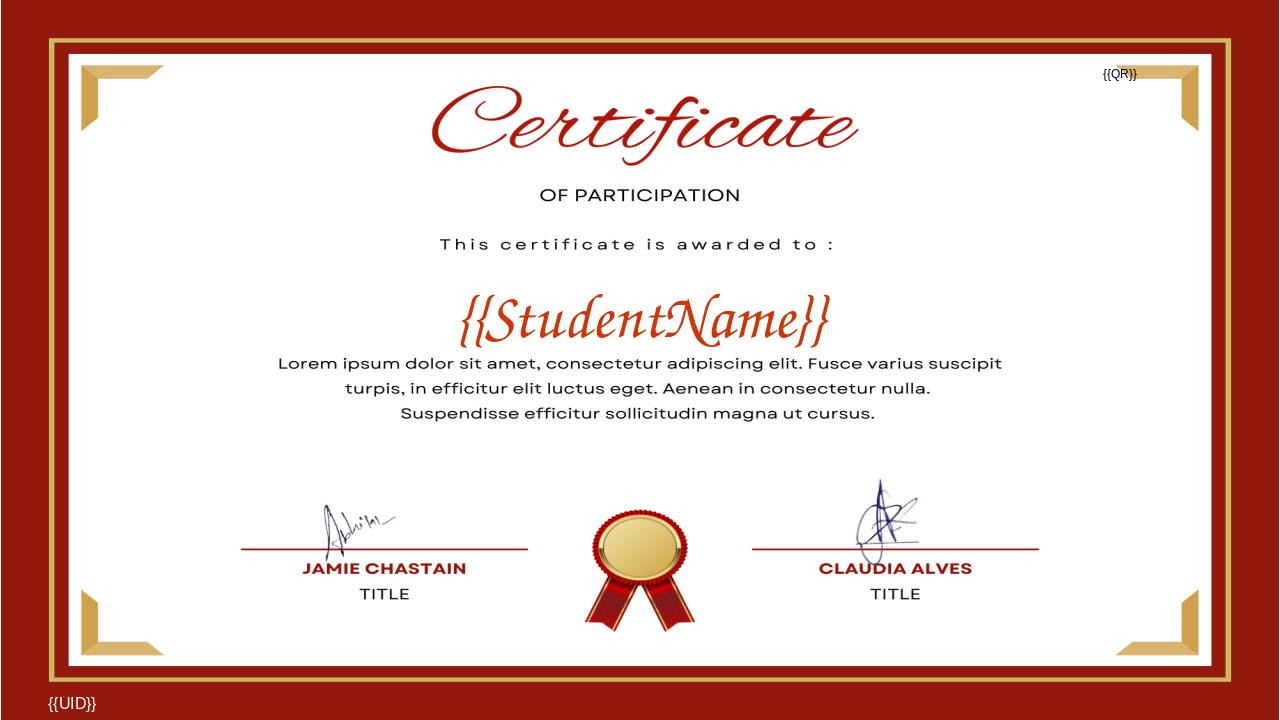 {{QR}}
Certificate
OF PARTICIPATION
This certificate is awarded to :
{{StudentName}}
Lorem ipsum dolor sit amet, consectetur adipiscing elit. Fusce varius suscipit
turpis, in efficitur elit luctus eget. Aenean in consectetur nulla.
Suspendisse efficitur sollicitudin magna ut cursus.
JAMIE CHASTAIN
TITLE
CLAUDIA ALVES
TITLE
{{UID}}